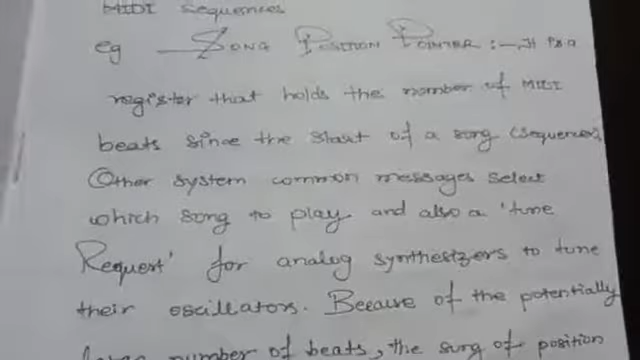 MIDI Sequences
eg SONG POSITION POINTER :- It is a
register that holds the number of MIDI
beats since the start of a song (sequence).
Other system common messages select
which song to play and also a 'tune
Request' for analog synthesizers to tune
their oscillators. Because of the potentially
large number of beats, the song of position